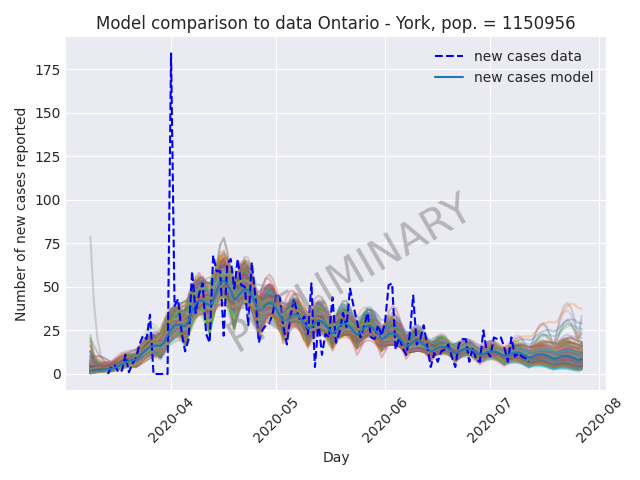 Model comparison to data Ontario - York, pop. = 1150956
new cases data
new cases model
Number of new cases reported
175
150
125
100
75
50
25
0
PRELIMINARY
2020-04
2020-05
2020-06
2020-07
2020-08
Day